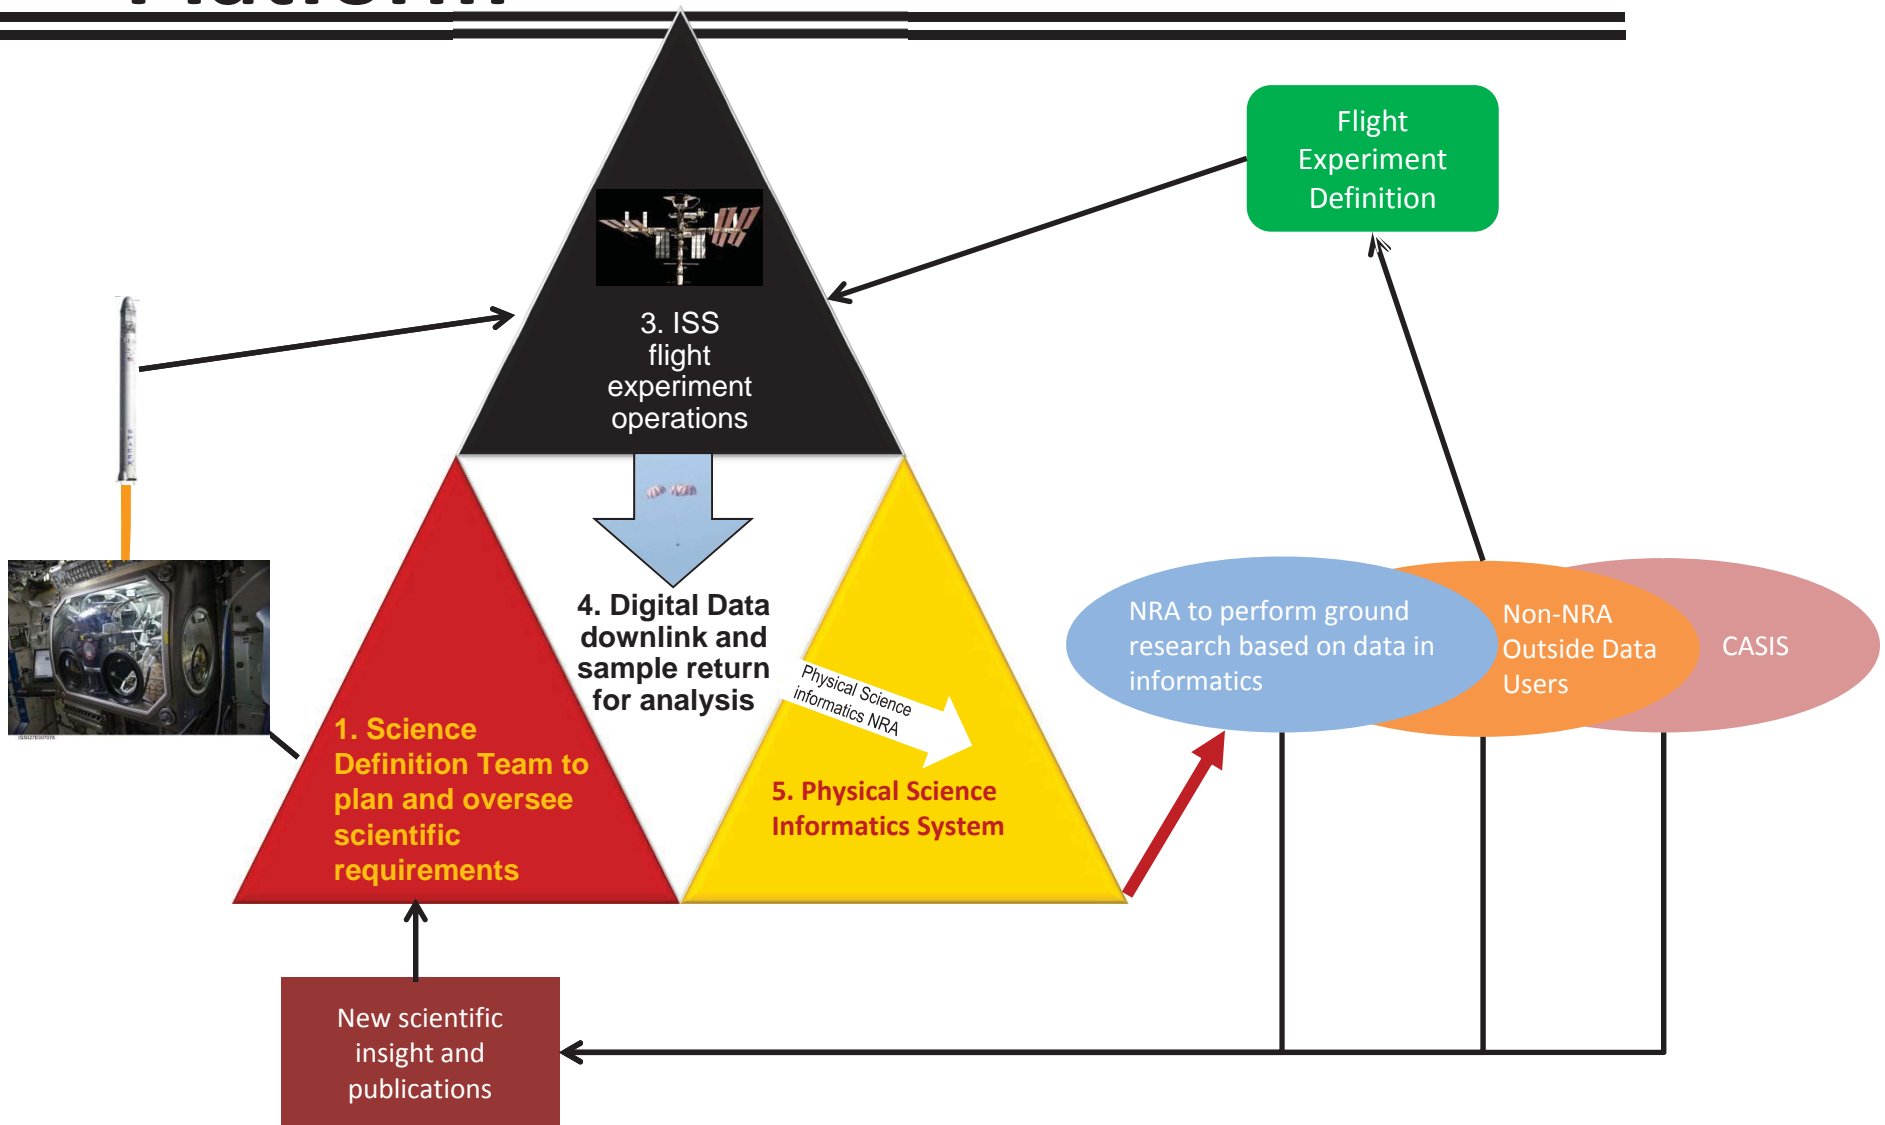 Platform
Flight
Experiment
Definition
3. ISS
flight
experiment
operations
SPACEX
4. Digital Data
downlink and
sample return
for analysis
Physical Science
informatics NRA
NRA to perform ground
research based on data in
informatics
Non-NRA
Outside Data
Users
CASIS
1. Science
Definition Team to
plan and oversee
scientific
requirements
5. Physical Science
Informatics System
New scientific
insight and
publications